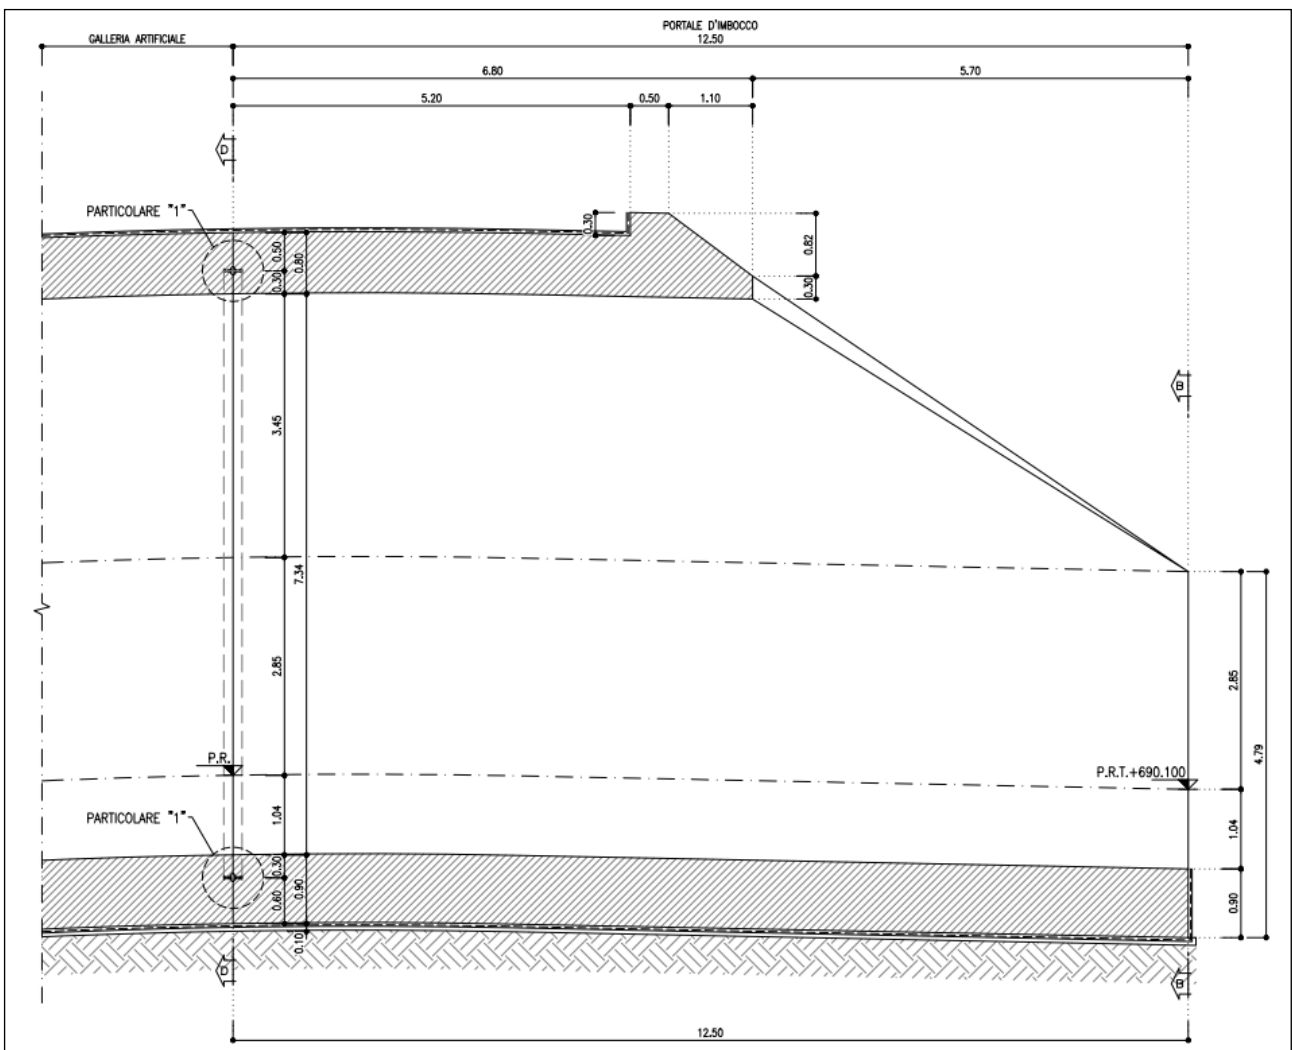 PORTALE D'IMBOCCO
GALLERIA ARTIFICIALE
12.50
6.80
5.70
5.20
0.50
1.10
D
PARTICOLARE "1"
0.30
0.50
0.80
0.30
0.82
0.30
B
3.45
7.34
2.85
2.85
4.79
P.R.
P.R.T.+690.100
PARTICOLARE "1"
1.04
1.04
0.30
0.60
0.90
0.90
0.10
D
B
12.50